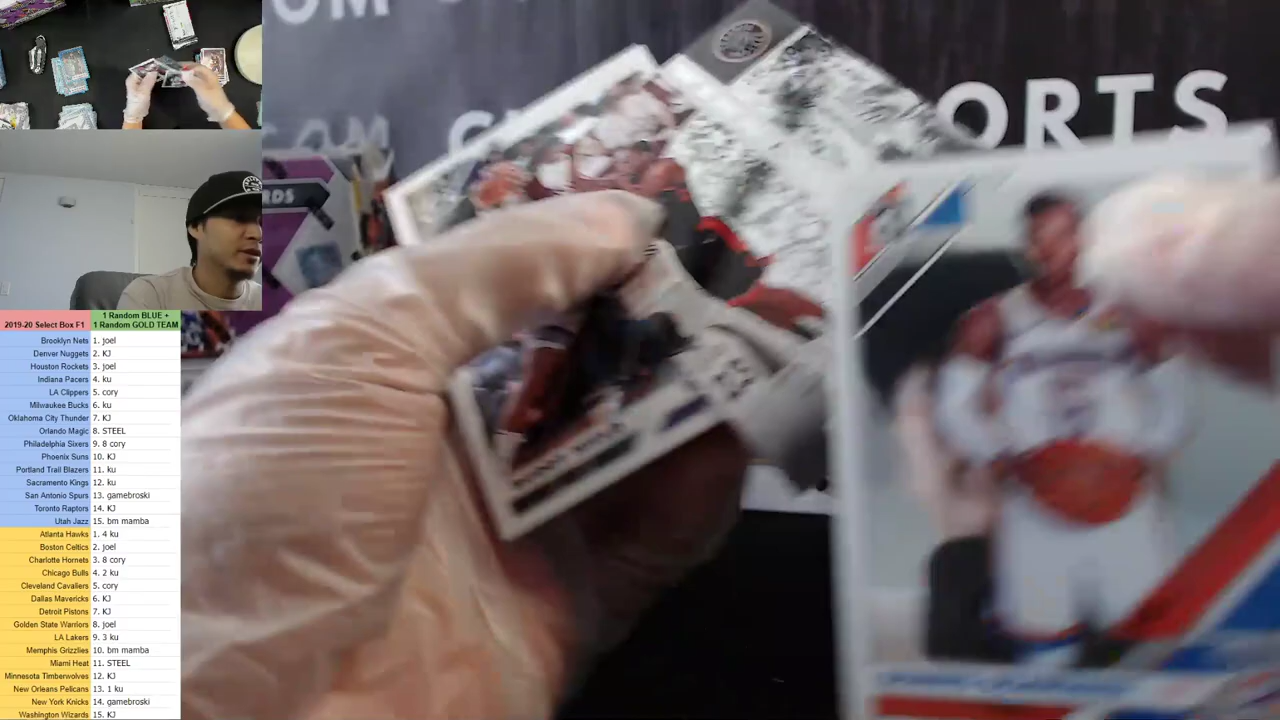 OM
ORTS
RDS
2019-20 Select Box F1
1 Random BLUE +
1 Random GOLD TEAM
Brooklyn Nets 1. joel
Denver Nuggets 2. KJ
Houston Rockets 3. joel
Indiana Pacers 4. ku
LA Clippers 5. cory
Milwaukee Bucks 6. ku
Oklahoma City Thunder 7. KJ
Orlando Magic 8. STEEL
Philadelphia Sixers 9. 8 cory
Phoenix Suns 10. KJ
Portland Trail Blazers 11. ku
Sacramento Kings 12. ku
San Antonio Spurs 13. gamebroski
Toronto Raptors 14. KJ
Utah Jazz 15. bm mamba
Atlanta Hawks 1. 4 ku
Boston Celtics 2. joel
Charlotte Hornets 3. 8 cory
Chicago Bulls 4. 2 ku
Cleveland Cavaliers 5. cory
Dallas Mavericks 6. KJ
Detroit Pistons 7. KJ
Golden State Warriors 8. joel
LA Lakers 9. 3 ku
Memphis Grizzlies 10. bm mamba
Miami Heat 11. STEEL
Minnesota Timberwolves 12. KJ
New Orleans Pelicans 13. 1 ku
New York Knicks 14. gamebroski
Washington Wizards 15. KJ